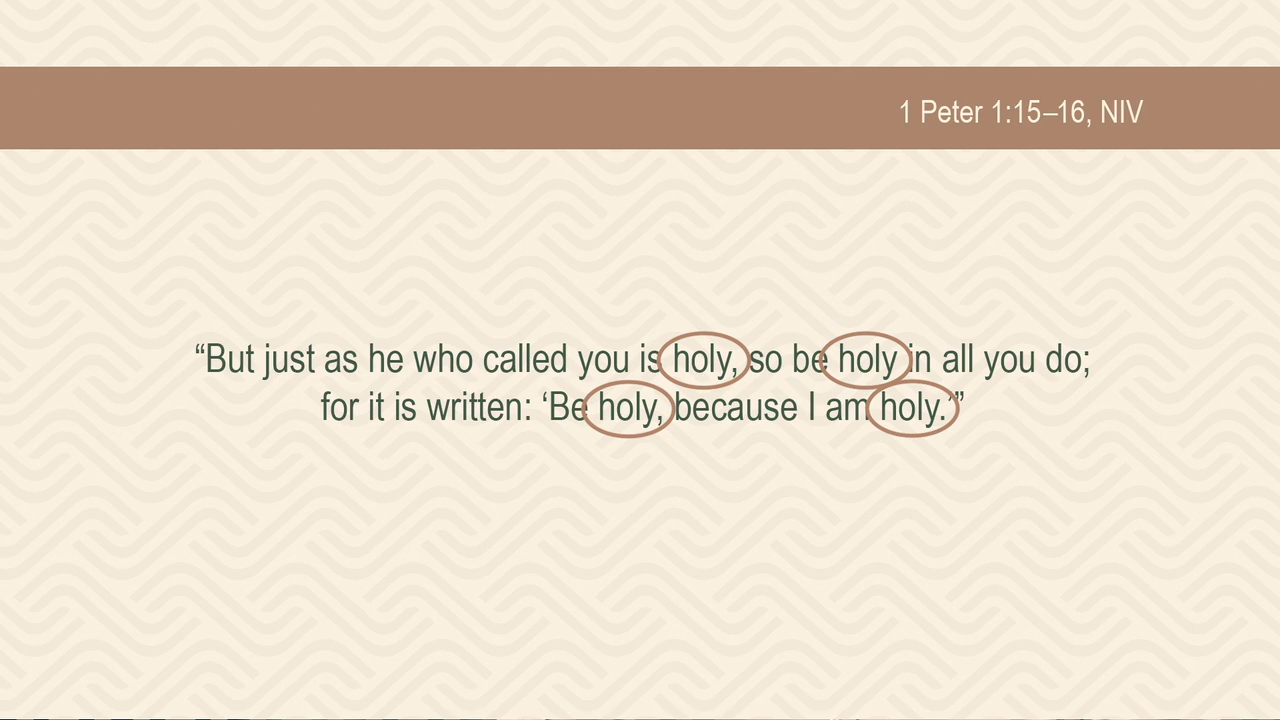 1 Peter 1:15–16, NIV
“But just as he who called you is holy, so be holy in all you do;
for it is written: ‘Be holy, because I am holy.’”